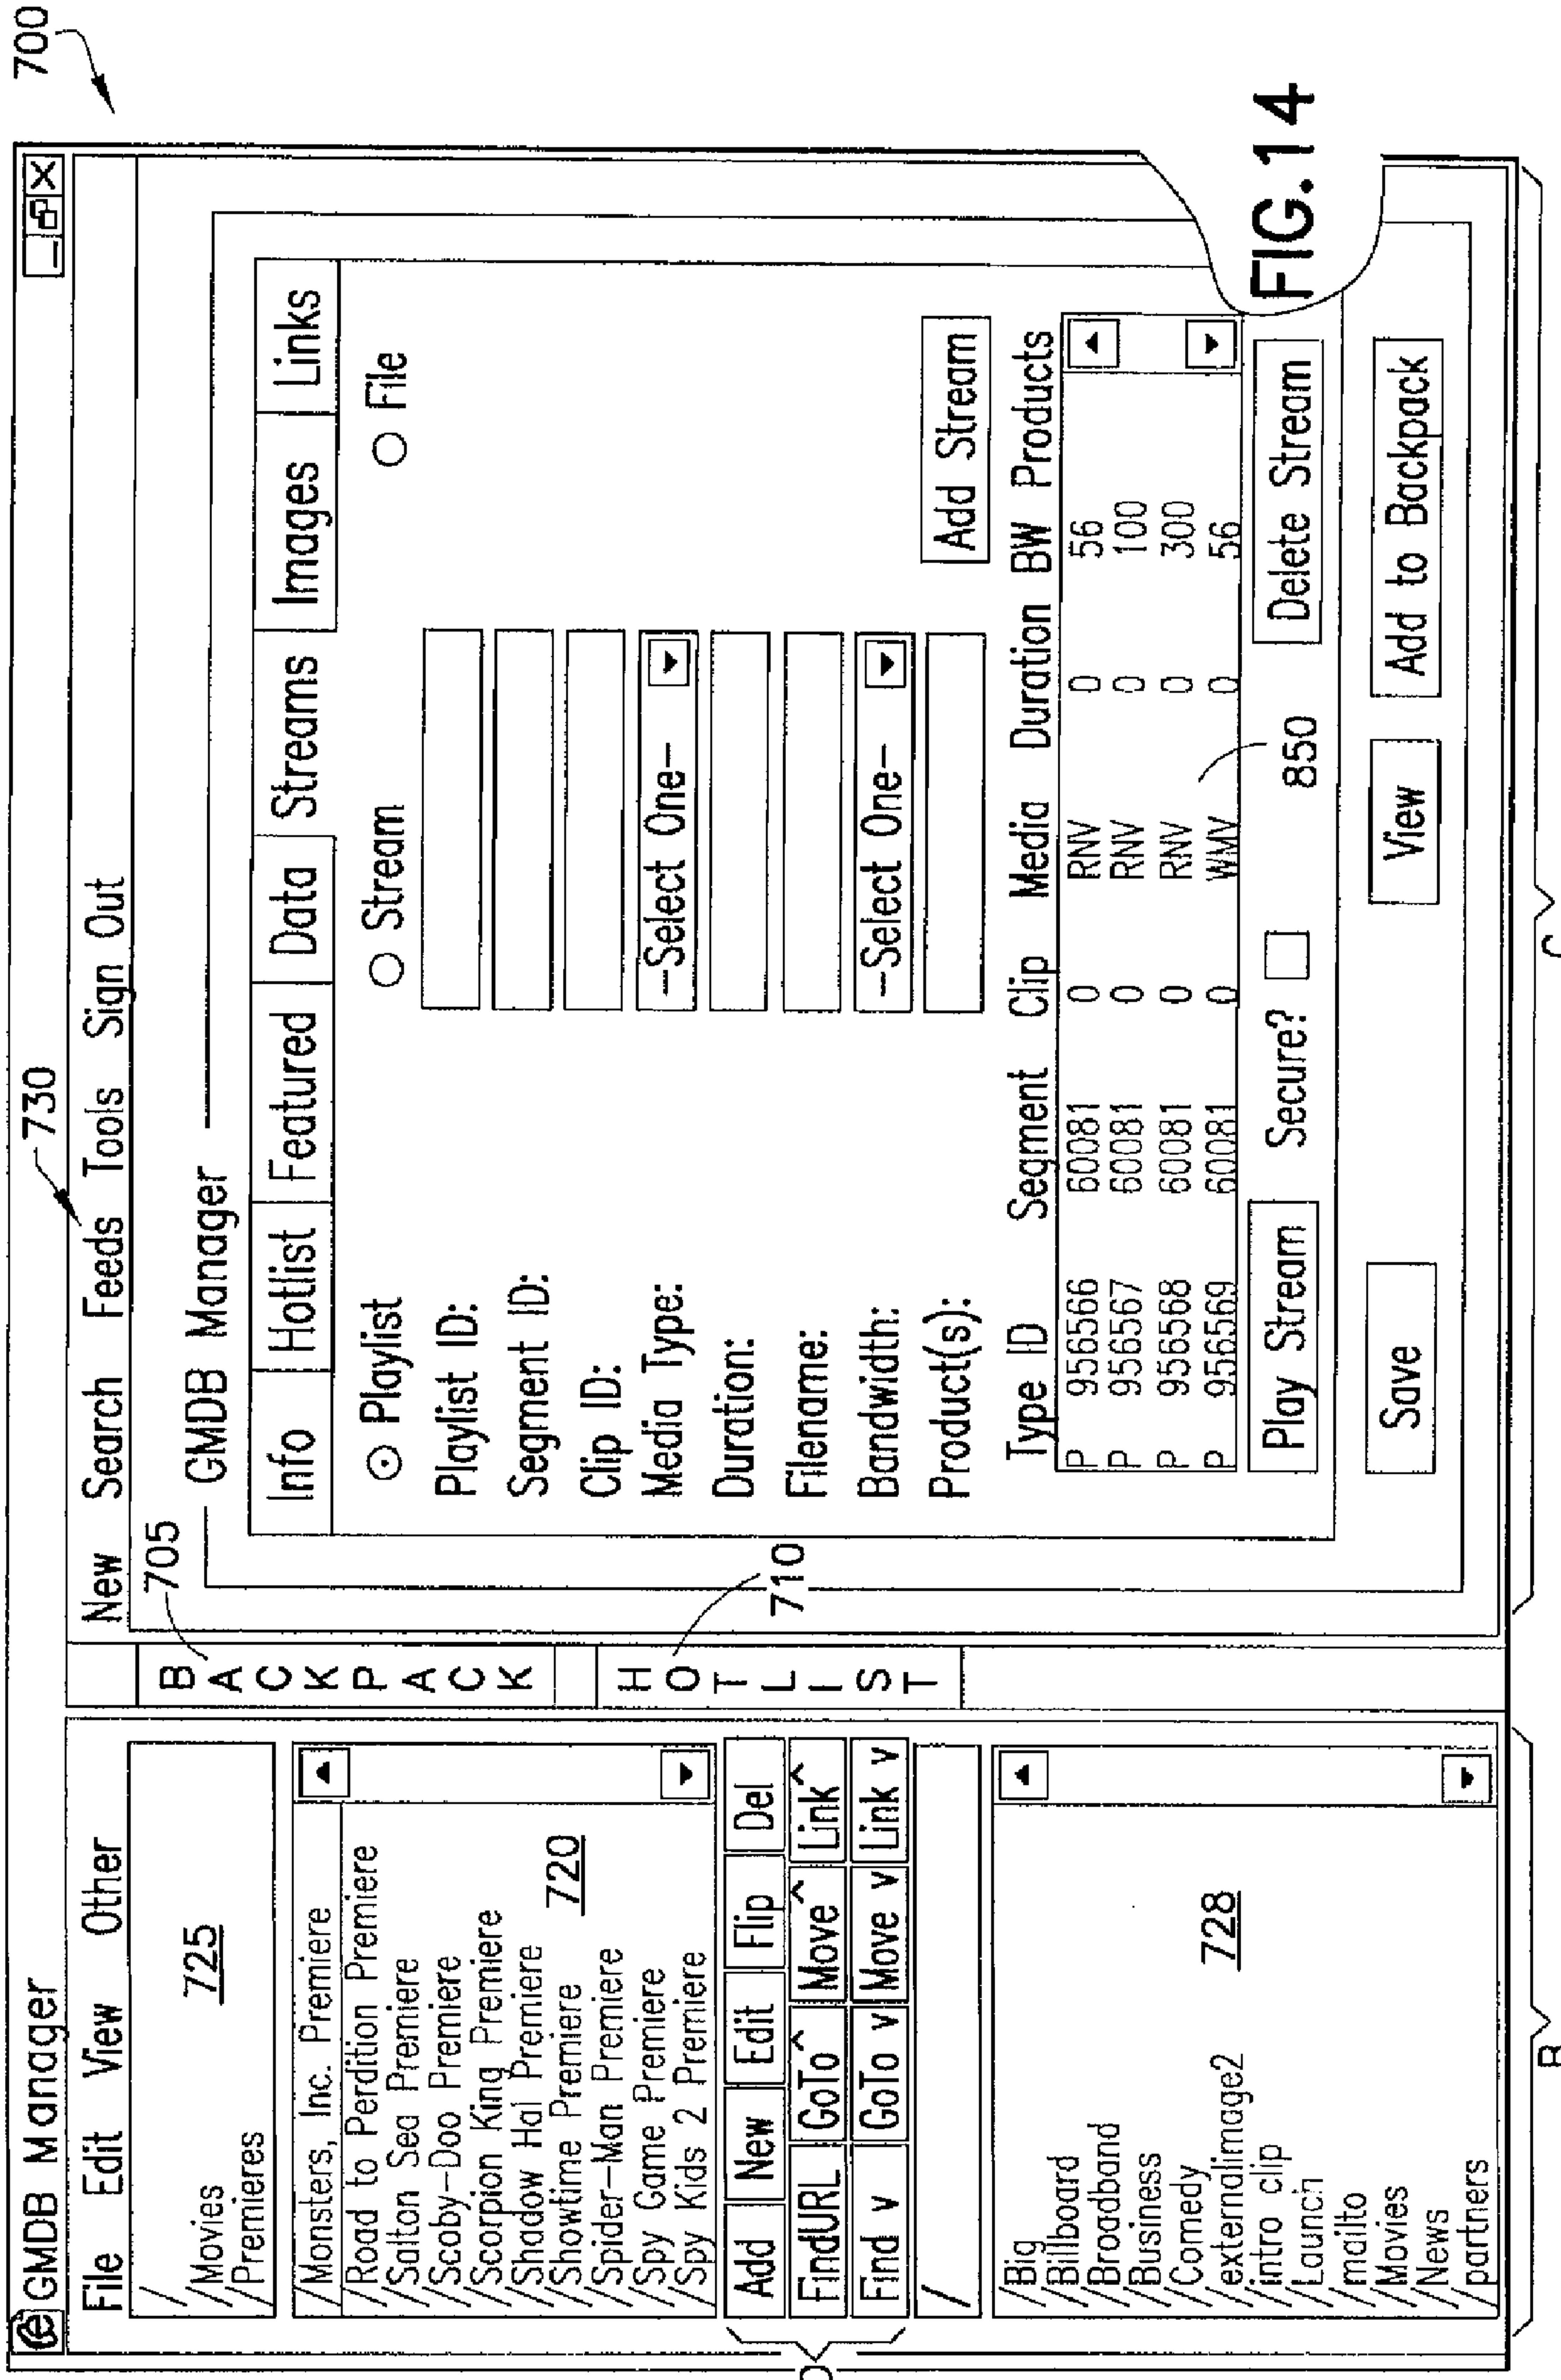 700
GMDB Manager
File Edit View Other
725
/
/Movies
/Premieres
/Monsters, Inc. Premiere
/Road to Perdition Premiere
/Salton Sea Premiere
/Scoby-Doo Premiere
/Scorpion King Premiere
/Shadow Hal Premiere
/Showtime Premiere
/Spider-Man Premiere
/Spy Game Premiere
/Spy Kids 2 Premiere
720
Add New Edit Flip Del
FindURL GoTo^ Move^ Link^
Find v GoTo v Move v Link v
/
/Big
/Billboard
/Broadband
/Business
/Comedy
/externalimage2
/intro clip
/Launch
/mailto
/Movies
/News
/partners
728
B
D
BACKPACK
705
HOTLIST
710
New Search Feeds Tools Sign Out
730
GMDB Manager
Info Hotlist Featured Data Streams Images Links
Playlist Stream File
Playlist ID:
Segment ID:
Clip ID:
Media Type: -Select One-
Duration:
Filename:
Bandwidth: -Select One-
Product(s):
Add Stream
Type ID Segment Clip Media Duration BW Products
P 956566 60081 0 RNV 0 56
P 956567 60081 0 RNV 0 100
P 956568 60081 0 RNV 0 300
P 956569 60081 0 WMV 0 56
Play Stream Secure? 850 Delete Stream
Save View Add to Backpack
C
FIG.14